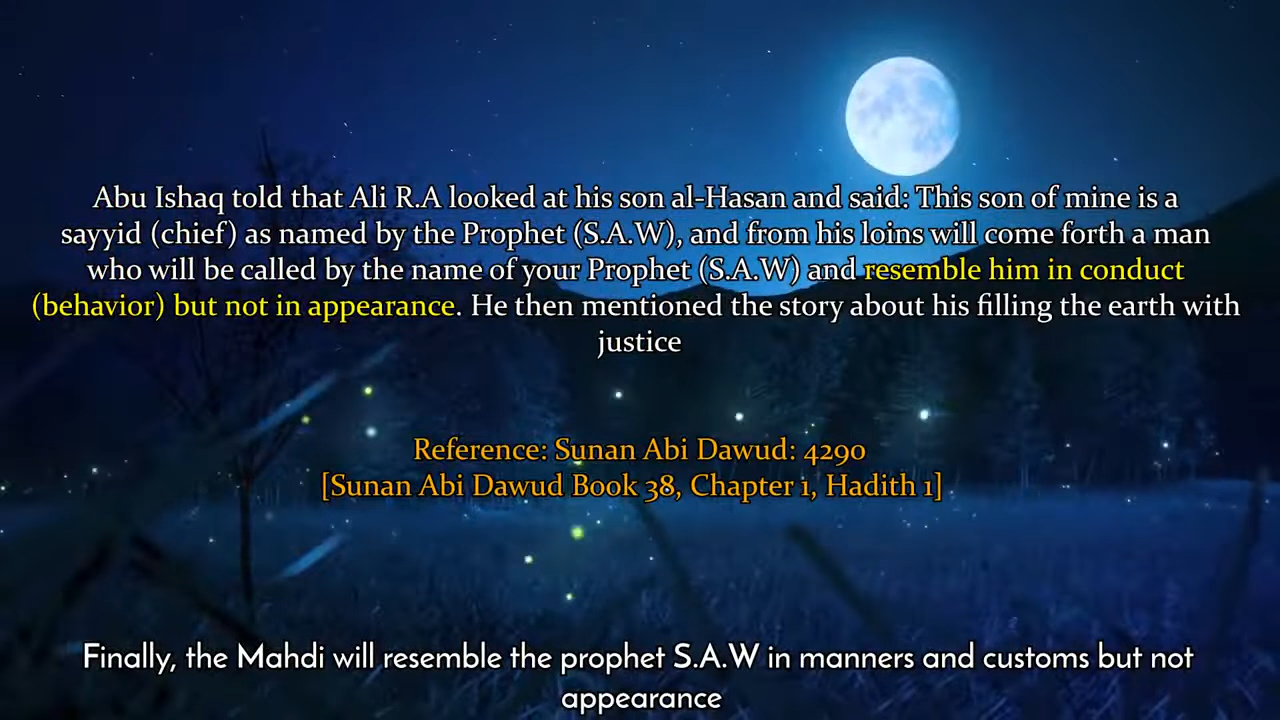 Abu Ishaq told that Ali R.A looked at his son al-Hasan and said: This son of mine is a
sayyid (chief) as named by the Prophet (S.A.W), and from his loins will come forth a man
who will be called by the name of your Prophet (S.A.W) and resemble him in conduct
(behavior) but not in appearance. He then mentioned the story about his filling the earth with
justice
Reference: Sunan Abi Dawud: 4290
[Sunan Abi Dawud Book 38, Chapter 1, Hadith 1]
Finally, the Mahdi will resemble the prophet S.A.W in manners and customs but not
appearance